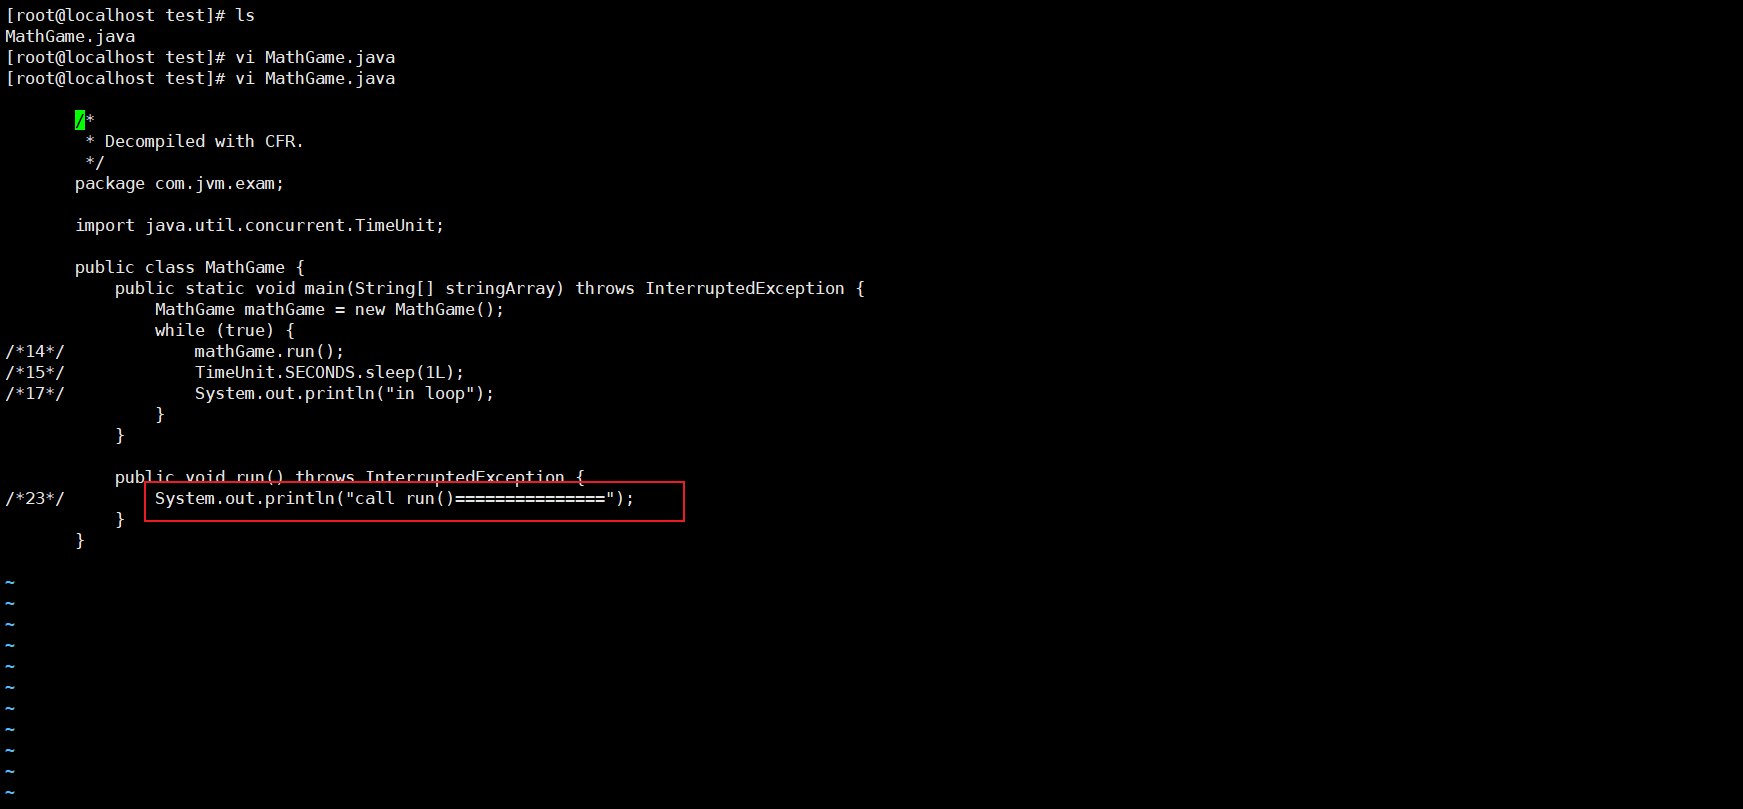 [root@localhost test]# ls
MathGame.java
[root@localhost test]# vi MathGame.java
[root@localhost test]# vi MathGame.java

       /*
        * Decompiled with CFR.
        */
       package com.jvm.exam;

       import java.util.concurrent.TimeUnit;

       public class MathGame {
           public static void main(String[] stringArray) throws InterruptedException {
               MathGame mathGame = new MathGame();
               while (true) {
/*14*/             mathGame.run();
/*15*/             TimeUnit.SECONDS.sleep(1L);
/*17*/             System.out.println("in loop");
               }
           }

           public void run() throws InterruptedException {
/*23*/         System.out.println("call run()===============");
           }
       }

~
~
~
~
~
~
~
~
~
~
~